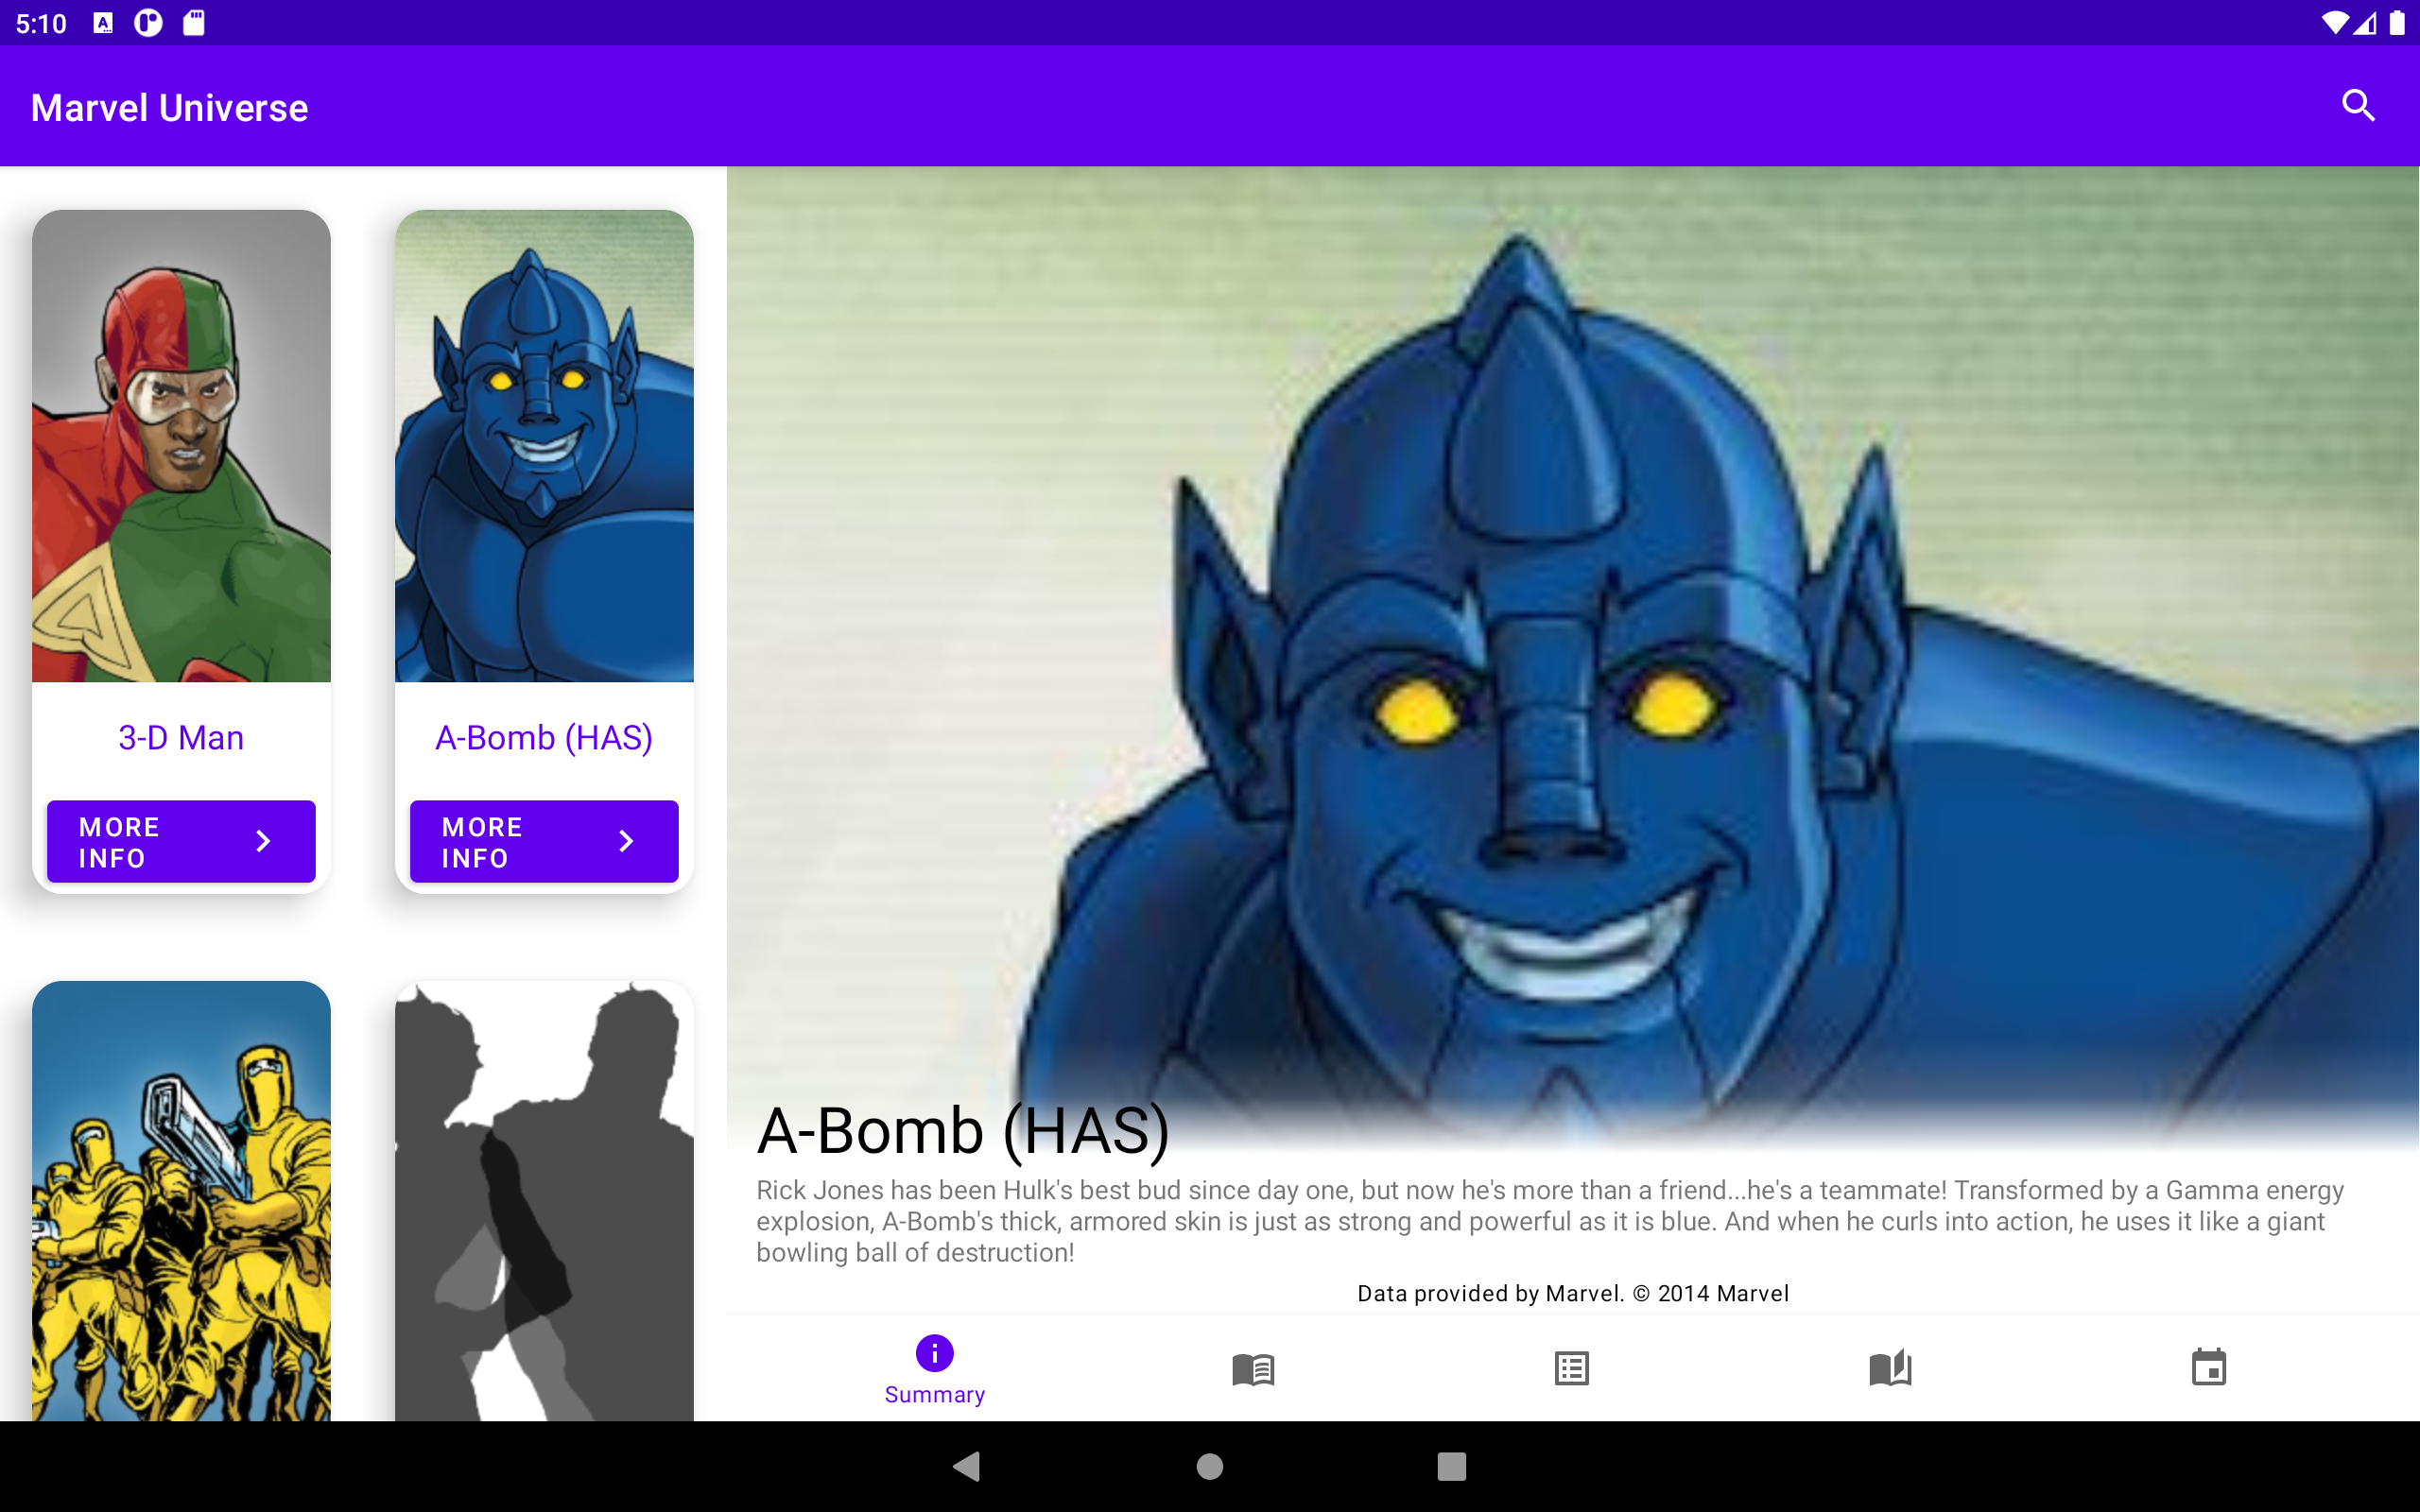 5:10
Marvel Universe
3-D Man
MORE
INFO
A-Bomb (HAS)
MORE
INFO
A-Bomb (HAS)
Rick Jones has been Hulk's best bud since day one, but now he's more than a friend...he's a teammate! Transformed by a Gamma energy
explosion, A-Bomb's thick, armored skin is just as strong and powerful as it is blue. And when he curls into action, he uses it like a giant
bowling ball of destruction!
Data provided by Marvel. © 2014 Marvel
Summary